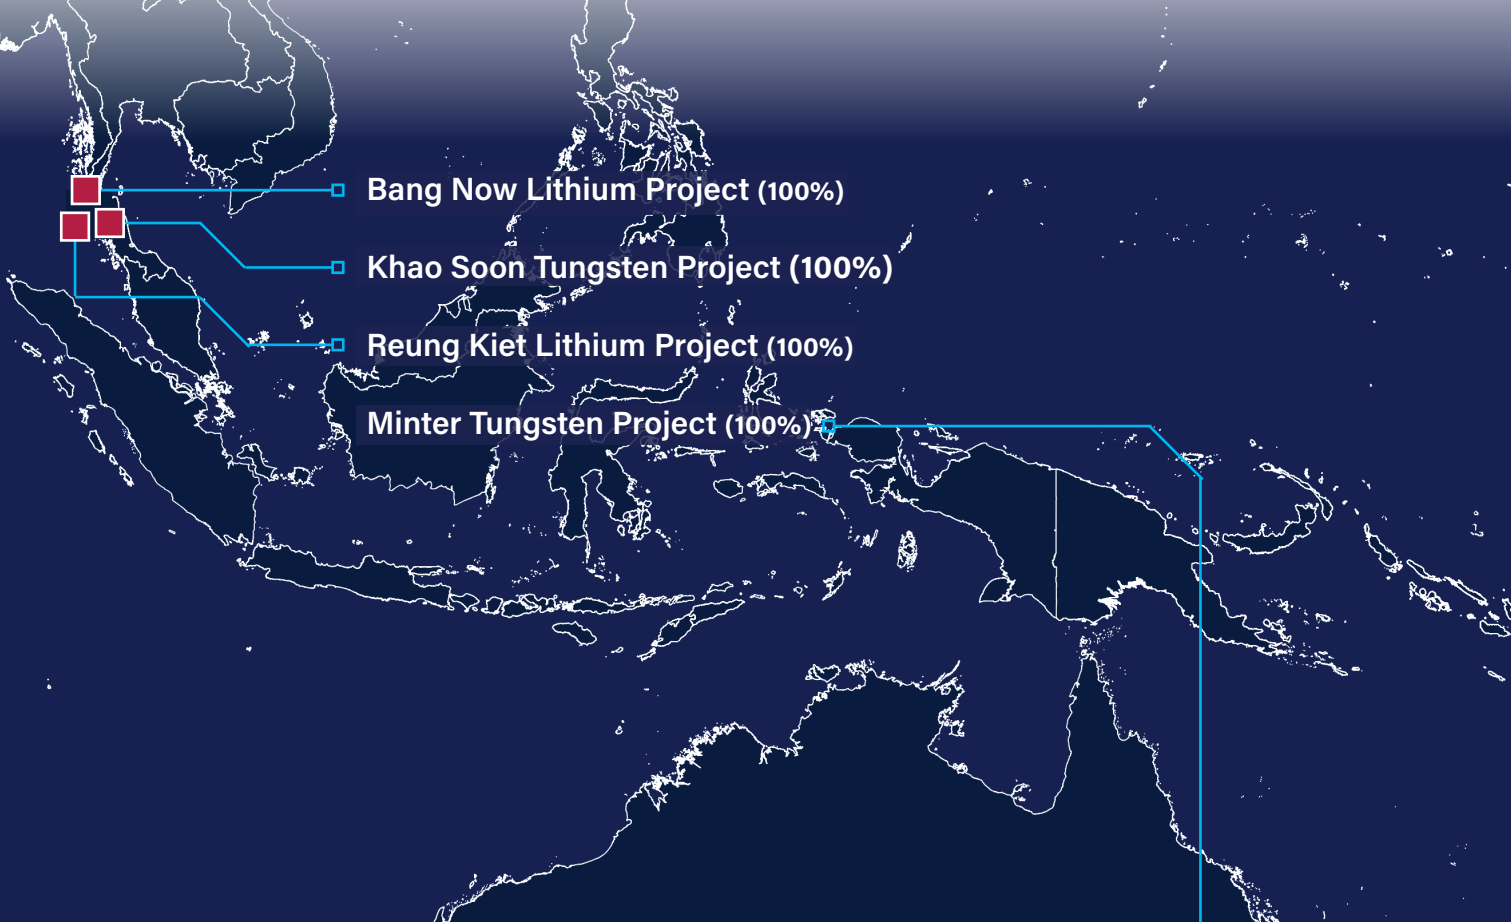 Bang Now Lithium Project (100%)
Khao Soon Tungsten Project (100%)
Reung Kiet Lithium Project (100%)
Minter Tungsten Project (100%)